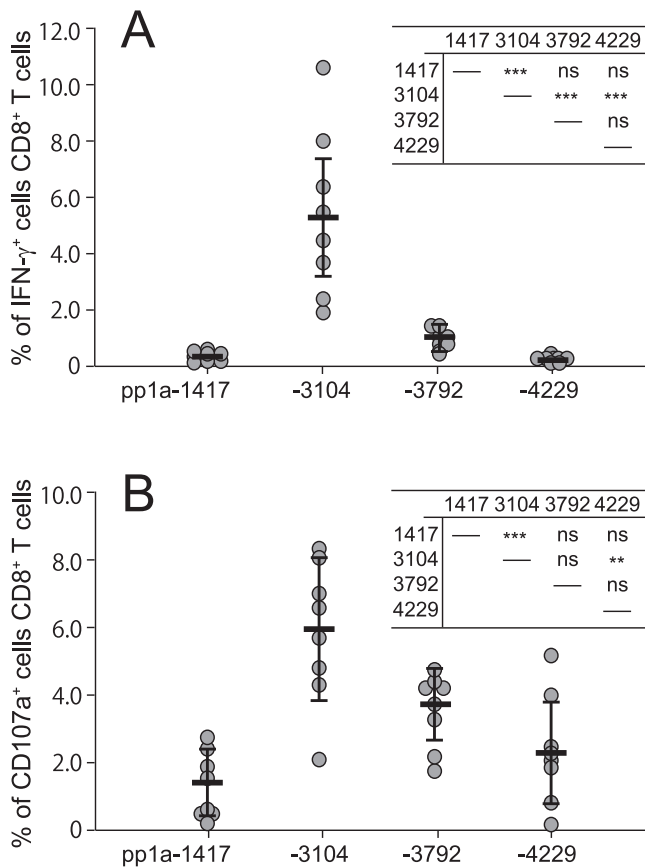 A
% of IFN-γ⁺ cells CD8⁺ T cells
12.0
10.0
8.0
6.0
4.0
2.0
0
1417 3104 3792 4229
1417 — *** ns ns
3104 — *** ***
3792 — ns
4229 —
pp1a-1417 -3104 -3792 -4229
B
% of CD107a⁺ cells CD8⁺ T cells
10.0
8.0
6.0
4.0
2.0
0
1417 3104 3792 4229
1417 — *** ns ns
3104 — ns **
3792 — ns
4229 —
pp1a-1417 -3104 -3792 -4229